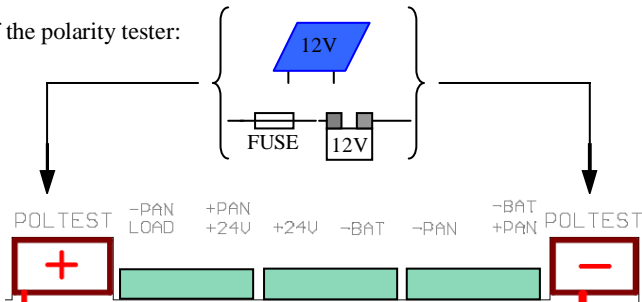 f the polarity tester:
12V
FUSE
12V
POLTEST
−PAN
LOAD
+PAN
+24V
+24V
−BAT
−PAN
−BAT
+PAN
POLTEST
+
−